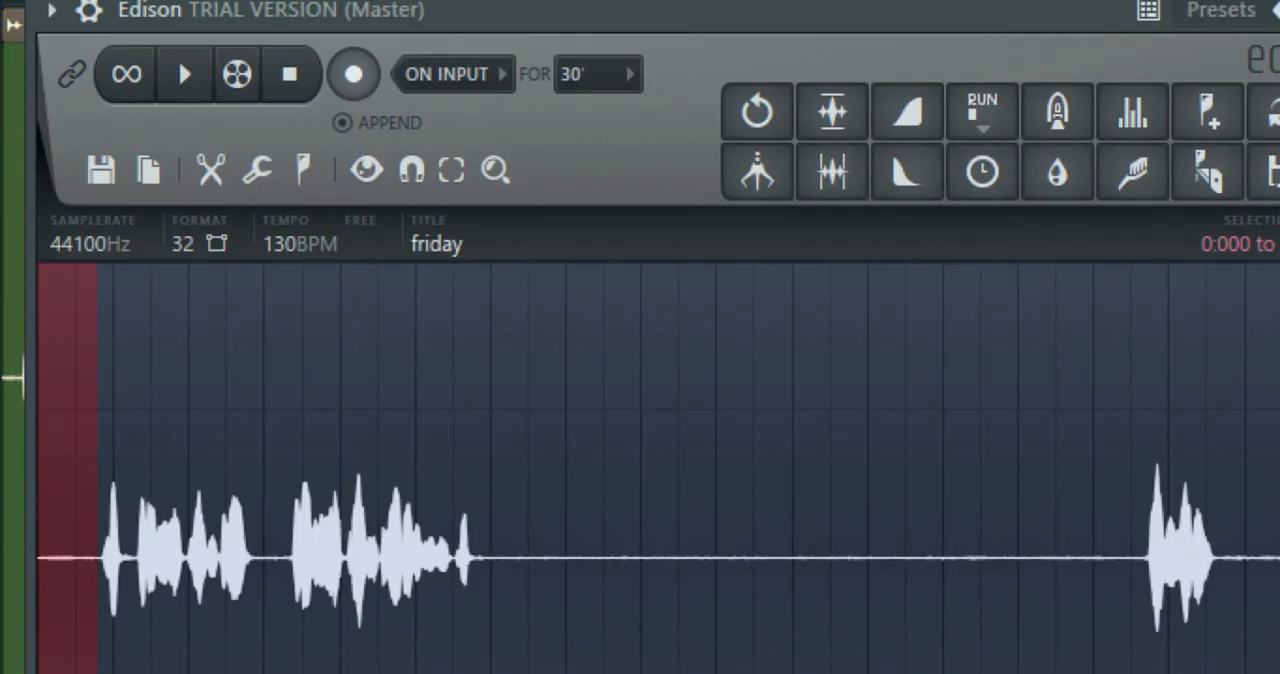 Edison TRIAL VERSION (Master)
Presets
ON INPUT FOR 30'
APPEND
RUN
SAMPLERATE FORMAT TEMPO FREE TITLE
44100Hz 32 130BPM friday
0:000 to